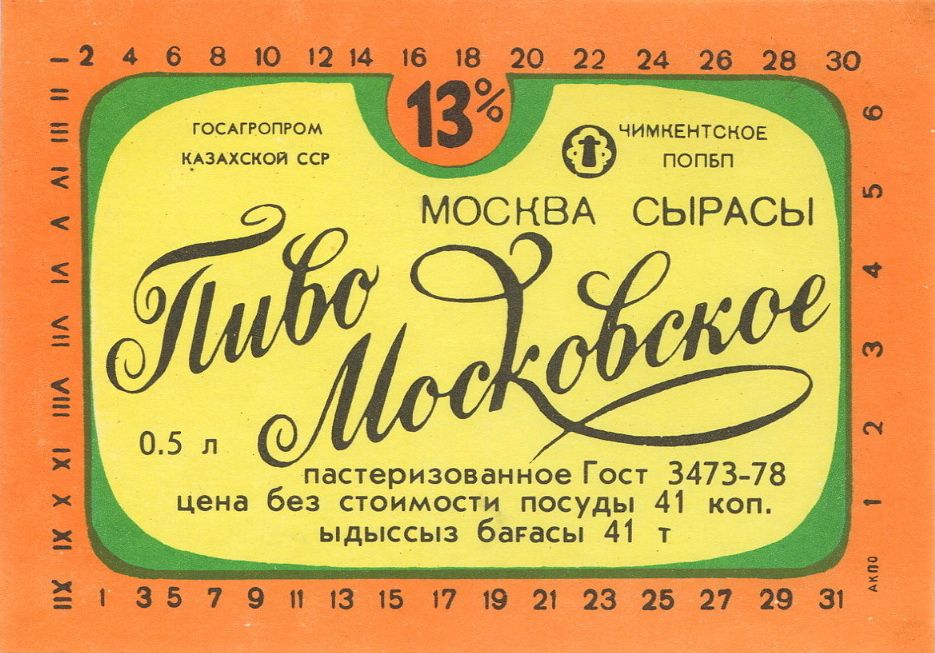 2 4 6 8 10 12 14 16 18 20 22 24 26 28 30
I II III IV V VI VII VIII IX X XI XII
13%
ГОСАГРОПРОМ
КАЗАХСКОЙ ССР
ЧИМКЕНТСКОЕ
ПОПБП
МОСКВА СЫРАСЫ
Пиво
Московское
0.5 л
пастеризованное Гост 3473-78
цена без стоимости посуды 41 коп.
ыдыссыз бағасы 41 т
6 5 4 3 2 1
АКПО
1 3 5 7 9 11 13 15 17 19 21 23 25 27 29 31